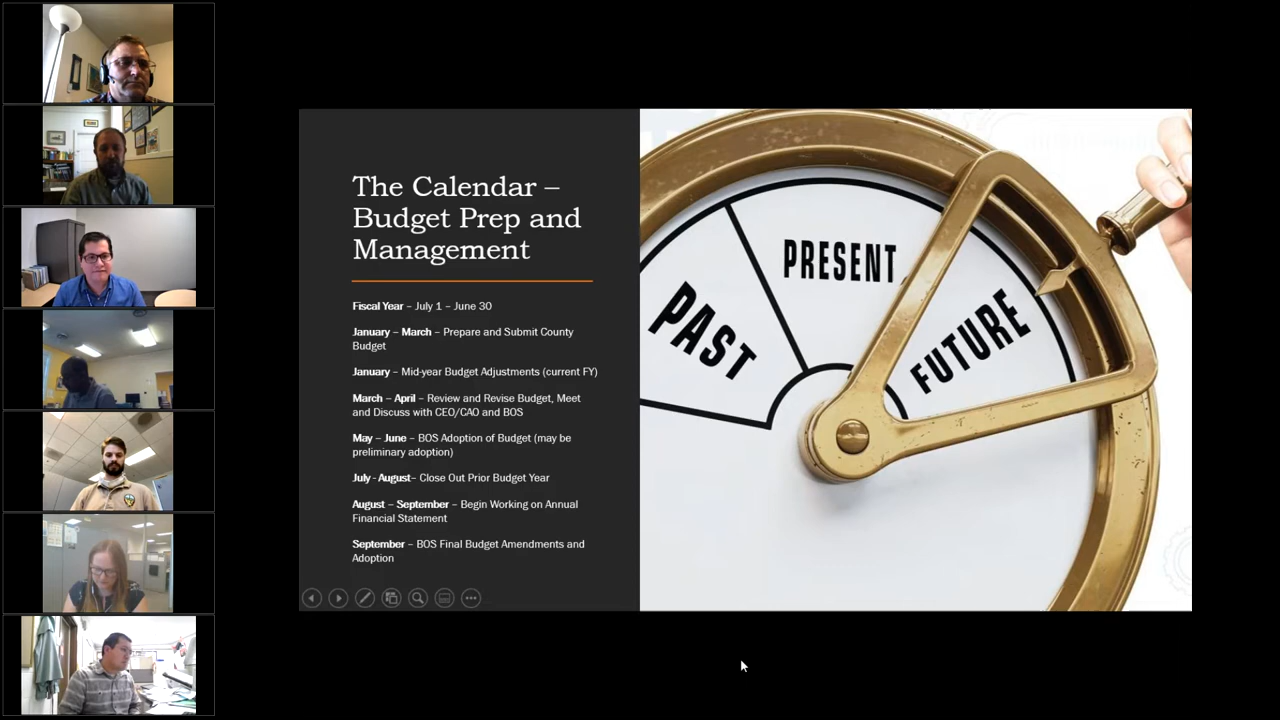 The Calendar –
Budget Prep and
Management
Fiscal Year – July 1 – June 30
January – March – Prepare and Submit County
Budget
January – Mid-year Budget Adjustments (current FY)
March – April – Review and Revise Budget, Meet
and Discuss with CEO/CAO and BOS
May – June – BOS Adoption of Budget (may be
preliminary adoption)
July - August– Close Out Prior Budget Year
August – September – Begin Working on Annual
Financial Statement
September – BOS Final Budget Amendments and
Adoption
PAST
PRESENT
FUTURE